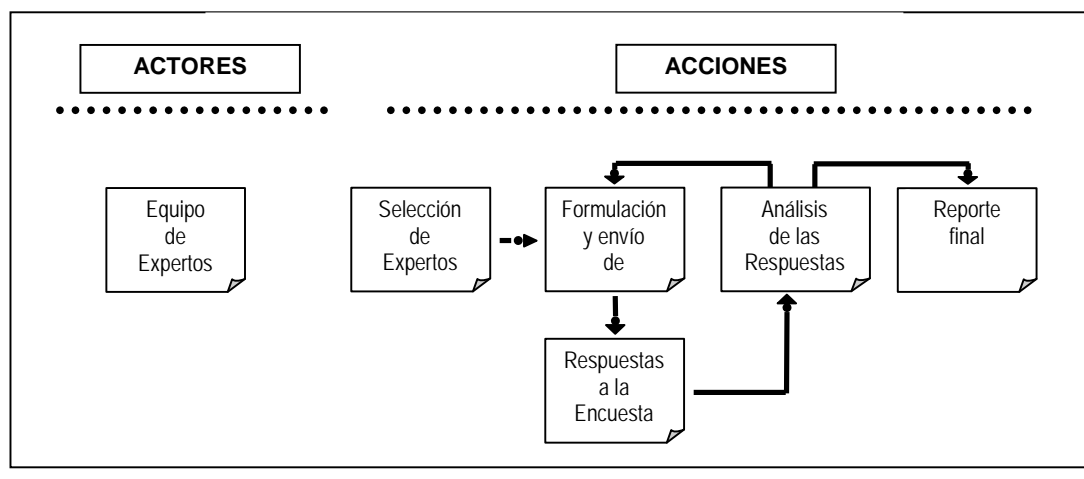 ACTORES
ACCIONES
Equipo
de
Expertos
Selección
de
Expertos
Formulación
y envío
de
Análisis
de las
Respuestas
Reporte
final
Respuestas
a la
Encuesta